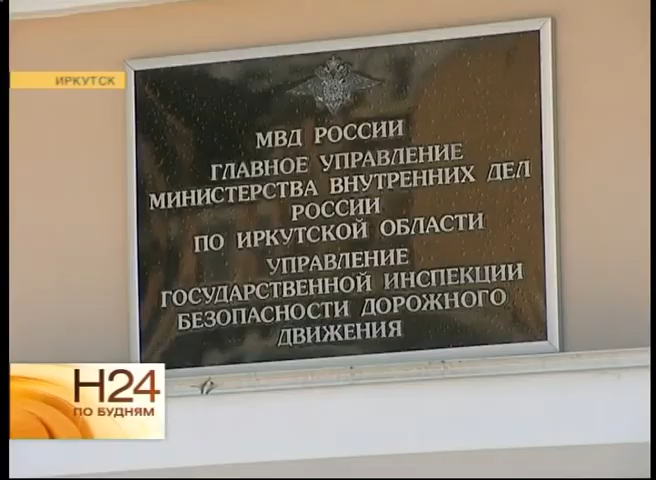 ИРКУТСК
МВД РОССИИ
ГЛАВНОЕ УПРАВЛЕНИЕ
МИНИСТЕРСТВА ВНУТРЕННИХ ДЕЛ
РОССИИ
ПО ИРКУТСКОЙ ОБЛАСТИ
УПРАВЛЕНИЕ
ГОСУДАРСТВЕННОЙ ИНСПЕКЦИИ
БЕЗОПАСНОСТИ ДОРОЖНОГО
ДВИЖЕНИЯ
Н24
ПО БУДНЯМ